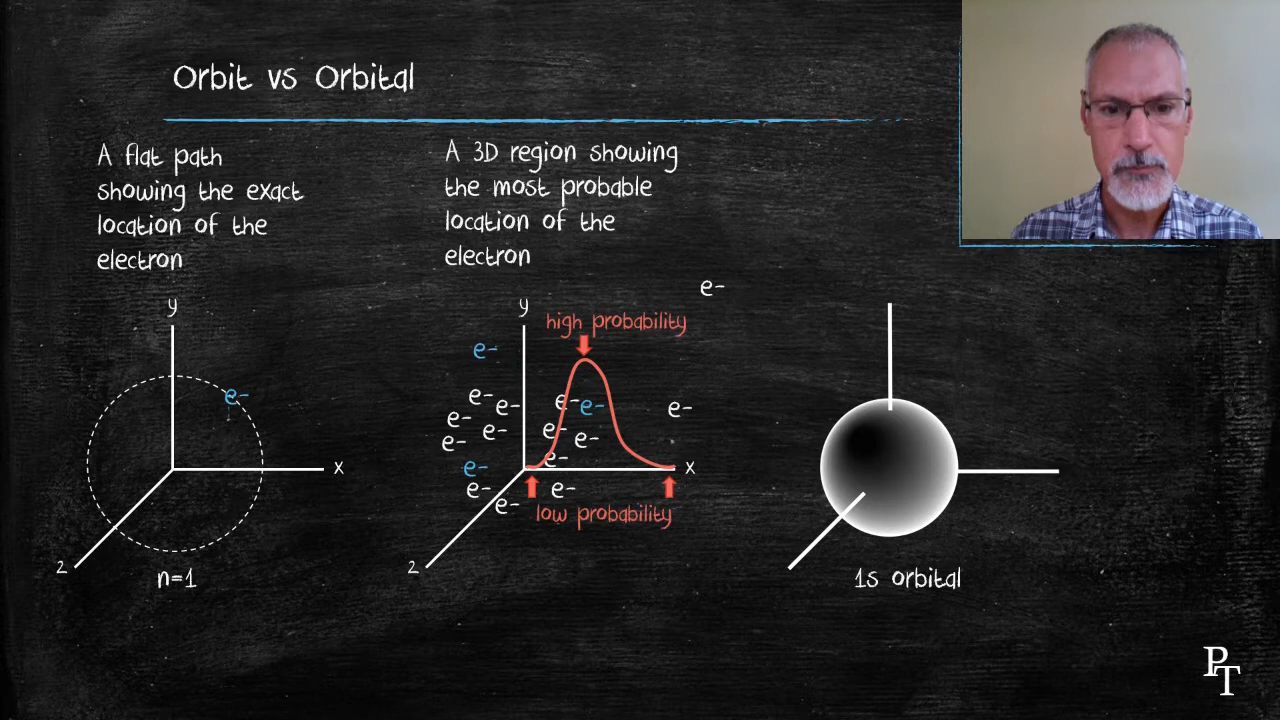 Orbit vs Orbital
A flat path
showing the exact
location of the
electron
A 3D region showing
the most probable
location of the
electron
y
e-
x
z
n=1
e-
y
high probability
e-
e-
e-
e-
e-
e-
e-
e-
e-
e-
e-
e-
e-
e-
x
e-
e-
e-
low probability
z
1s orbital
PT